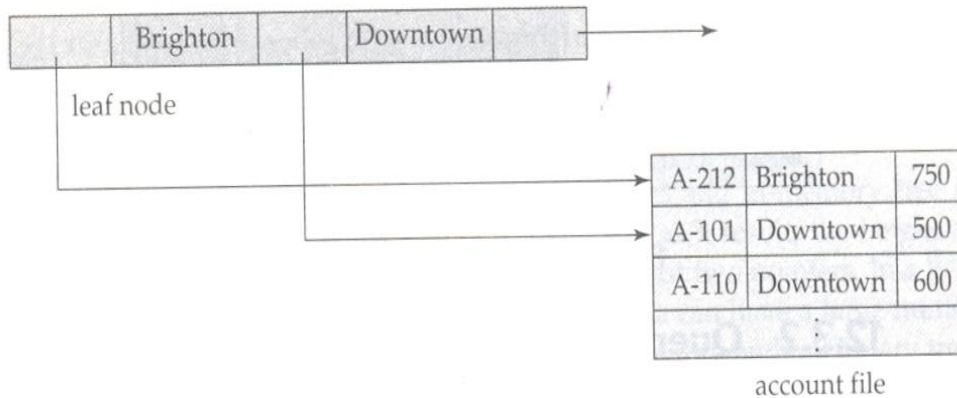 Brighton Downtown
leaf node
A-212 Brighton 750
A-101 Downtown 500
A-110 Downtown 600
⋮
account file